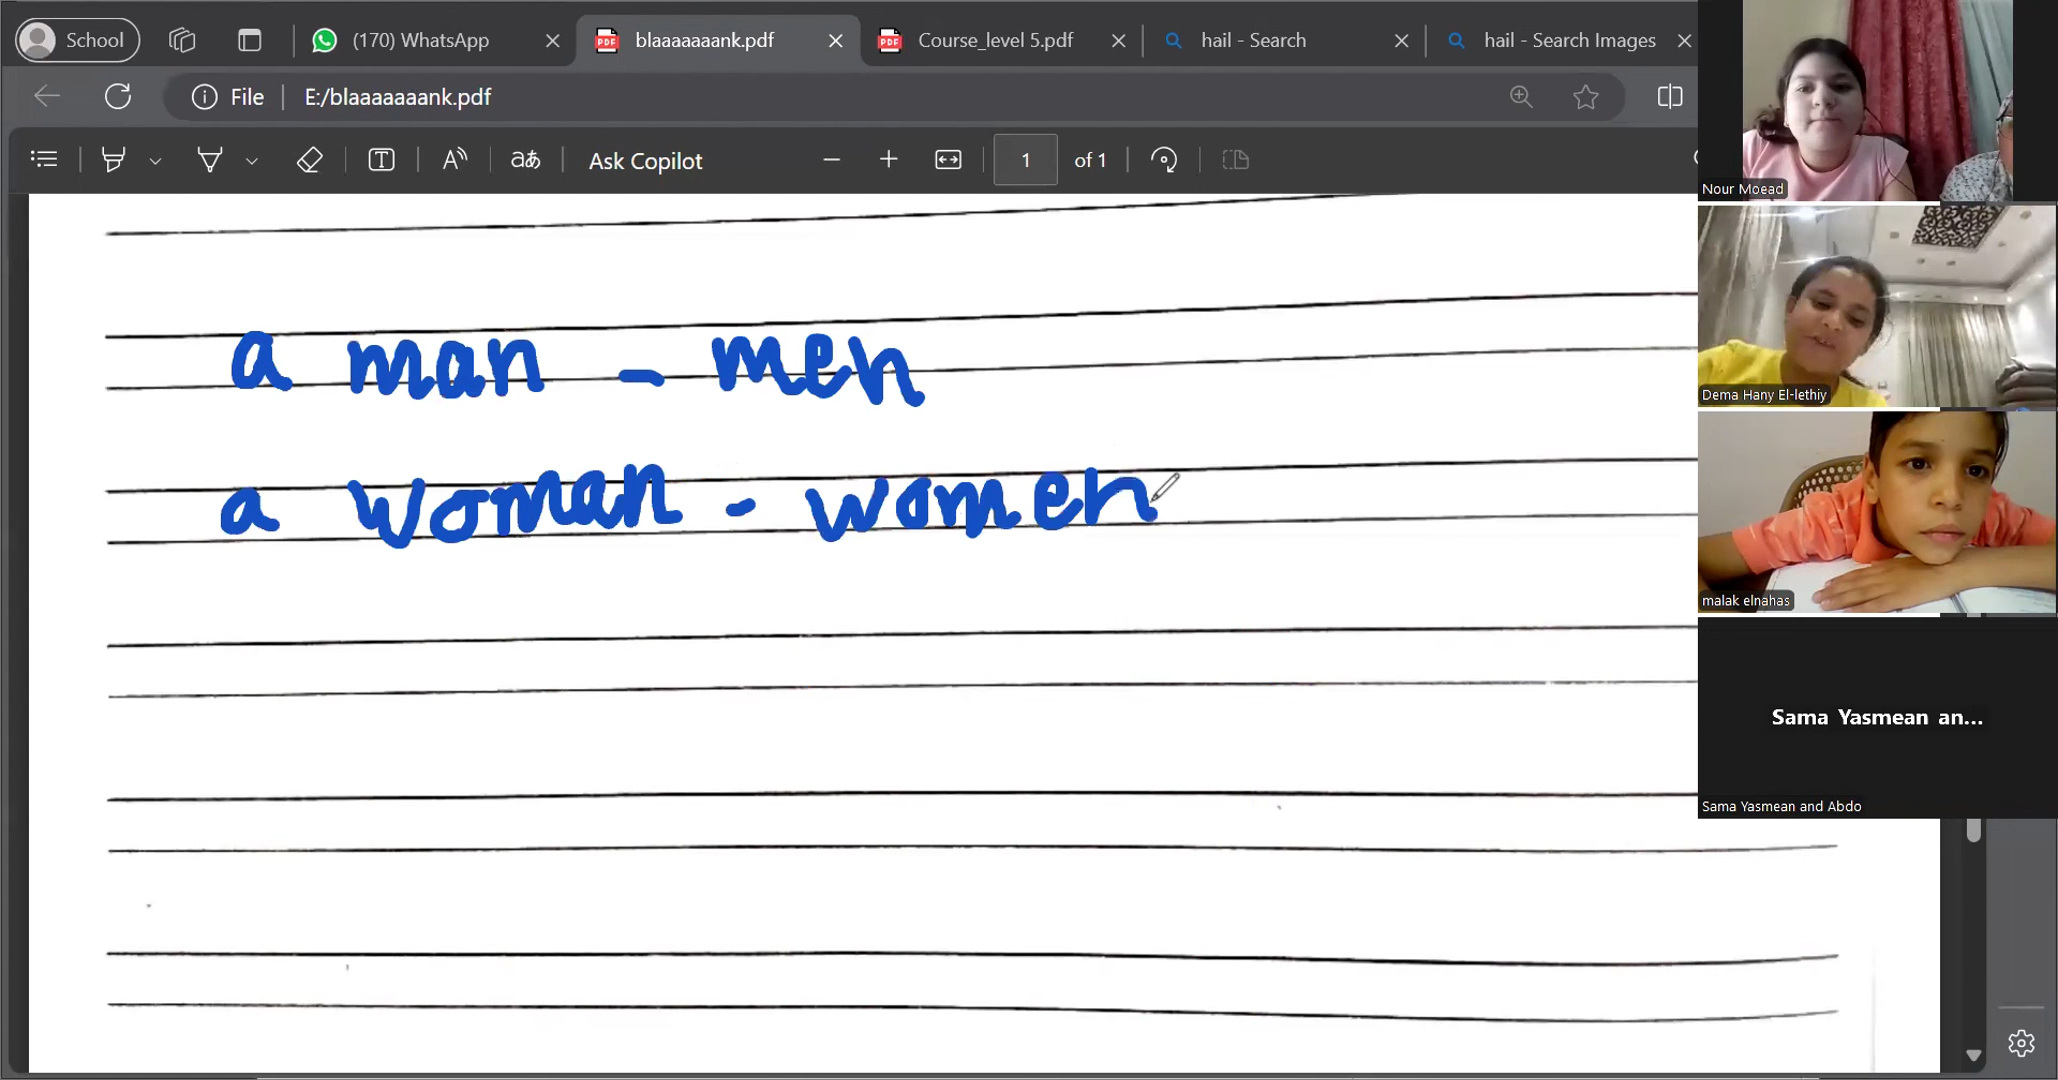 School
(170) WhatsApp
blaaaaaaank.pdf
Course_level 5.pdf
hail - Search
hail - Search Images
File
E:/blaaaaaaank.pdf
Ask Copilot
1 of 1
a man - men
a woman - women
Nour Moead
Dema Hany El-lethiy
malak elnahas
Sama Yasmean an...
Sama Yasmean and Abdo